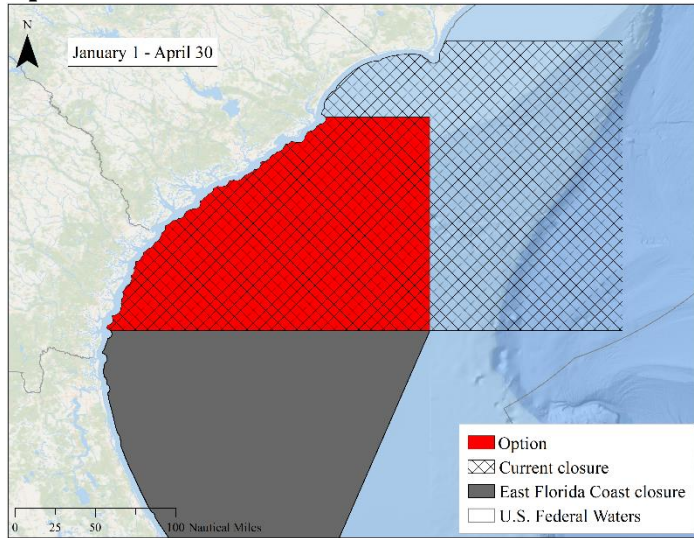 N
January 1 - April 30
Option
Current closure
East Florida Coast closure
U.S. Federal Waters
0 25 50 100 Nautical Miles